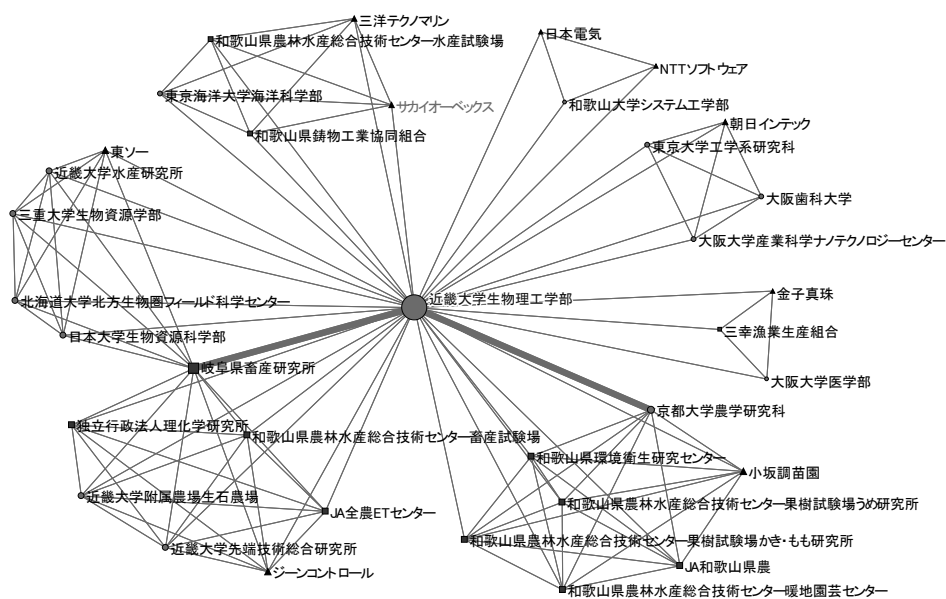 三洋テクノマリン
和歌山県農林水産総合技術センター水産試験場
日本電気
NTTソフトウェア
東京海洋大学海洋科学部
サカイオーベックス
和歌山大学システム工学部
和歌山県鋳物工業協同組合
朝日インテック
東京大学工学系研究科
東ソー
近畿大学水産研究所
大阪歯科大学
三重大学生物資源学部
大阪大学産業科学ナノテクノロジーセンター
北海道大学北方生物圏フィールド科学センター
近畿大学生物理工学部
金子真珠
三幸漁業生産組合
日本大学生物資源科学部
岐阜県畜産研究所
大阪大学医学部
京都大学農学研究科
独立行政法人理化学研究所
和歌山県農林水産総合技術センター畜産試験場
和歌山県環境衛生研究センター
小坂調苗園
近畿大学附属農場生石農場
和歌山県農林水産総合技術センター果樹試験場うめ研究所
JA全農ETセンター
和歌山県農林水産総合技術センター果樹試験場かき・もも研究所
近畿大学先端技術総合研究所
JA和歌山県農
ジーンコントロール
和歌山県農林水産総合技術センター暖地園芸センター